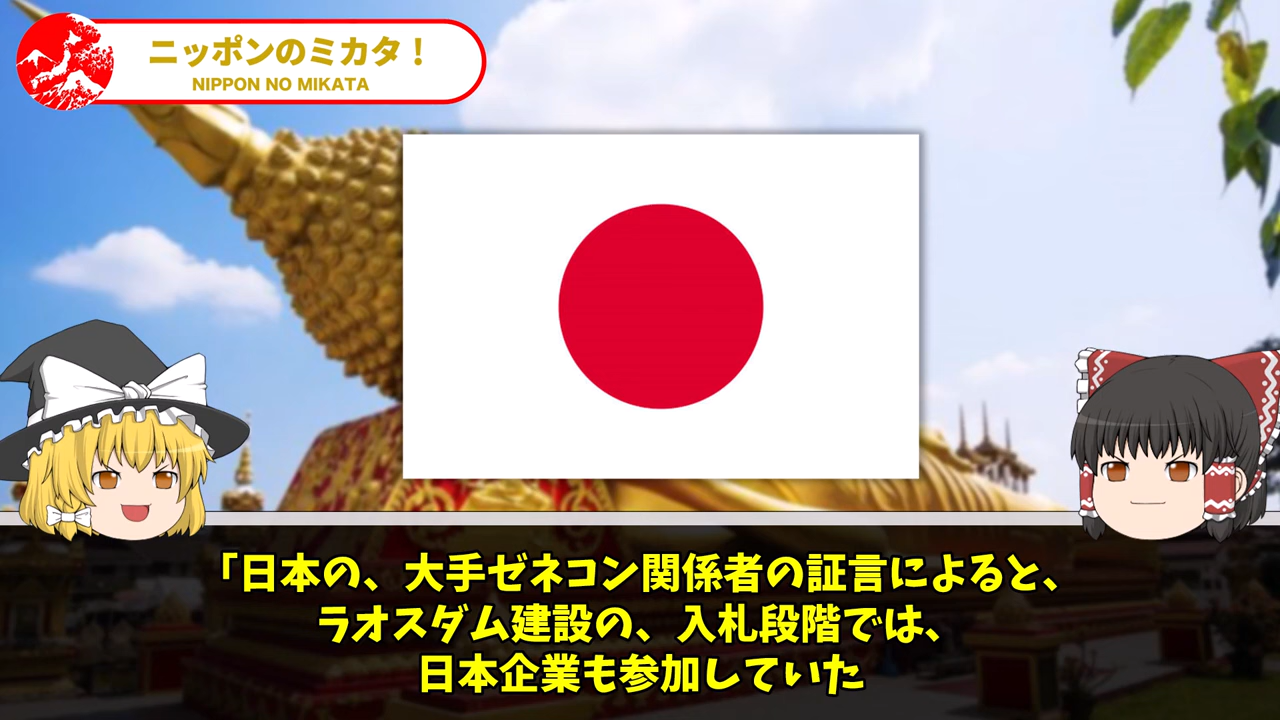 ニッポンのミカタ！
NIPPON NO MIKATA
「日本の、大手ゼネコン関係者の証言によると、
ラオスダム建設の、入札段階では、
日本企業も参加していた